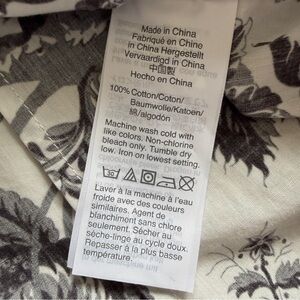 Made in China
Fabriqué en Chine
in China Hergestellt
Vervaardigd in China
中国製
Hecho en China
100% Cotton/Coton/
Baumwolle/Katoen/
綿/algodón
Machine wash cold with
like colors. Non-chlorine
bleach only. Tumble dry
low. Iron on lowest setting.
Laver à la machine à l'eau
froide avec des couleurs
similaires. Agent de
blanchiment sans chlore
seulement. Sécher au
sèche-linge au cycle doux.
Repasser à la plus basse
température.